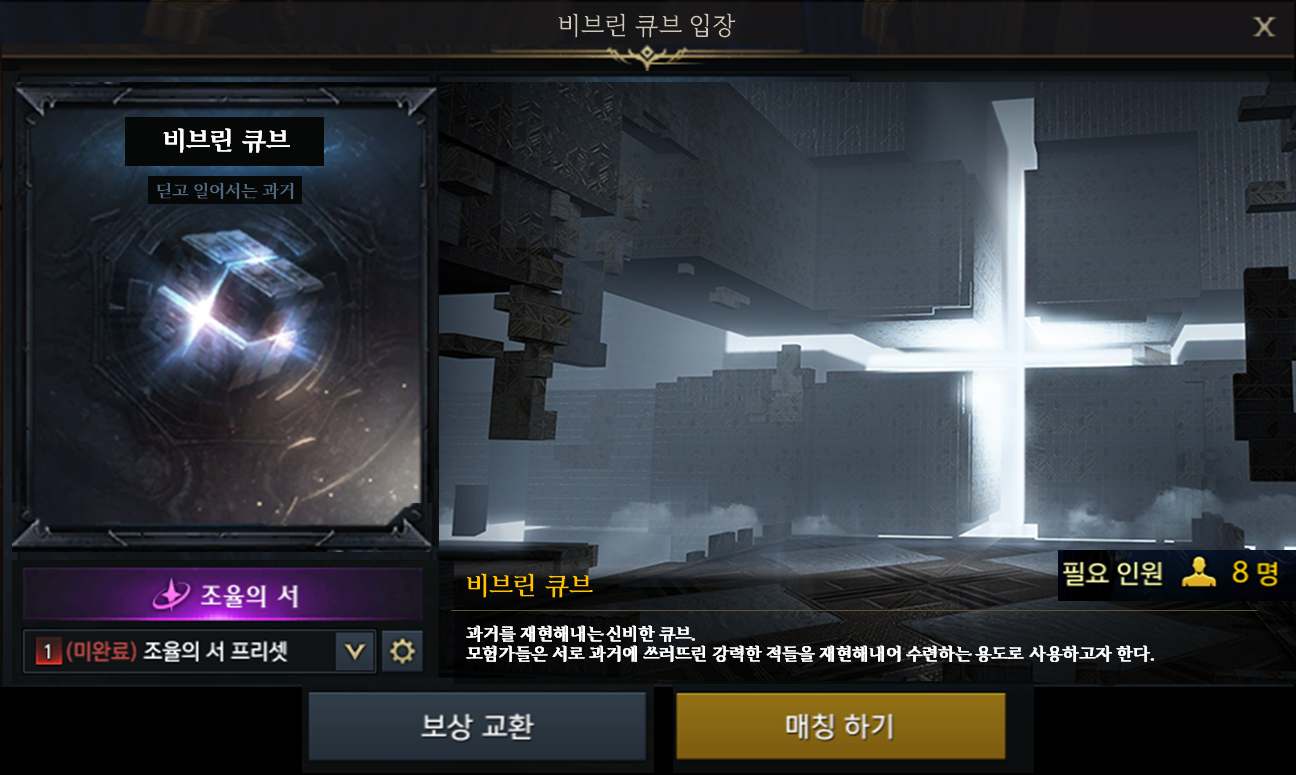 비브린 큐브 입장
X
비브린 큐브
딛고 일어서는 과거
조율의 서
1 (미완료) 조율의 서 프리셋
비브린 큐브
필요 인원 8 명
과거를 재현해내는 신비한 큐브.
모험가들은 서로 과거에 쓰러뜨린 강력한 적들을 재현해내어 수련하는 용도로 사용하고자 한다.
보상 교환
매칭 하기